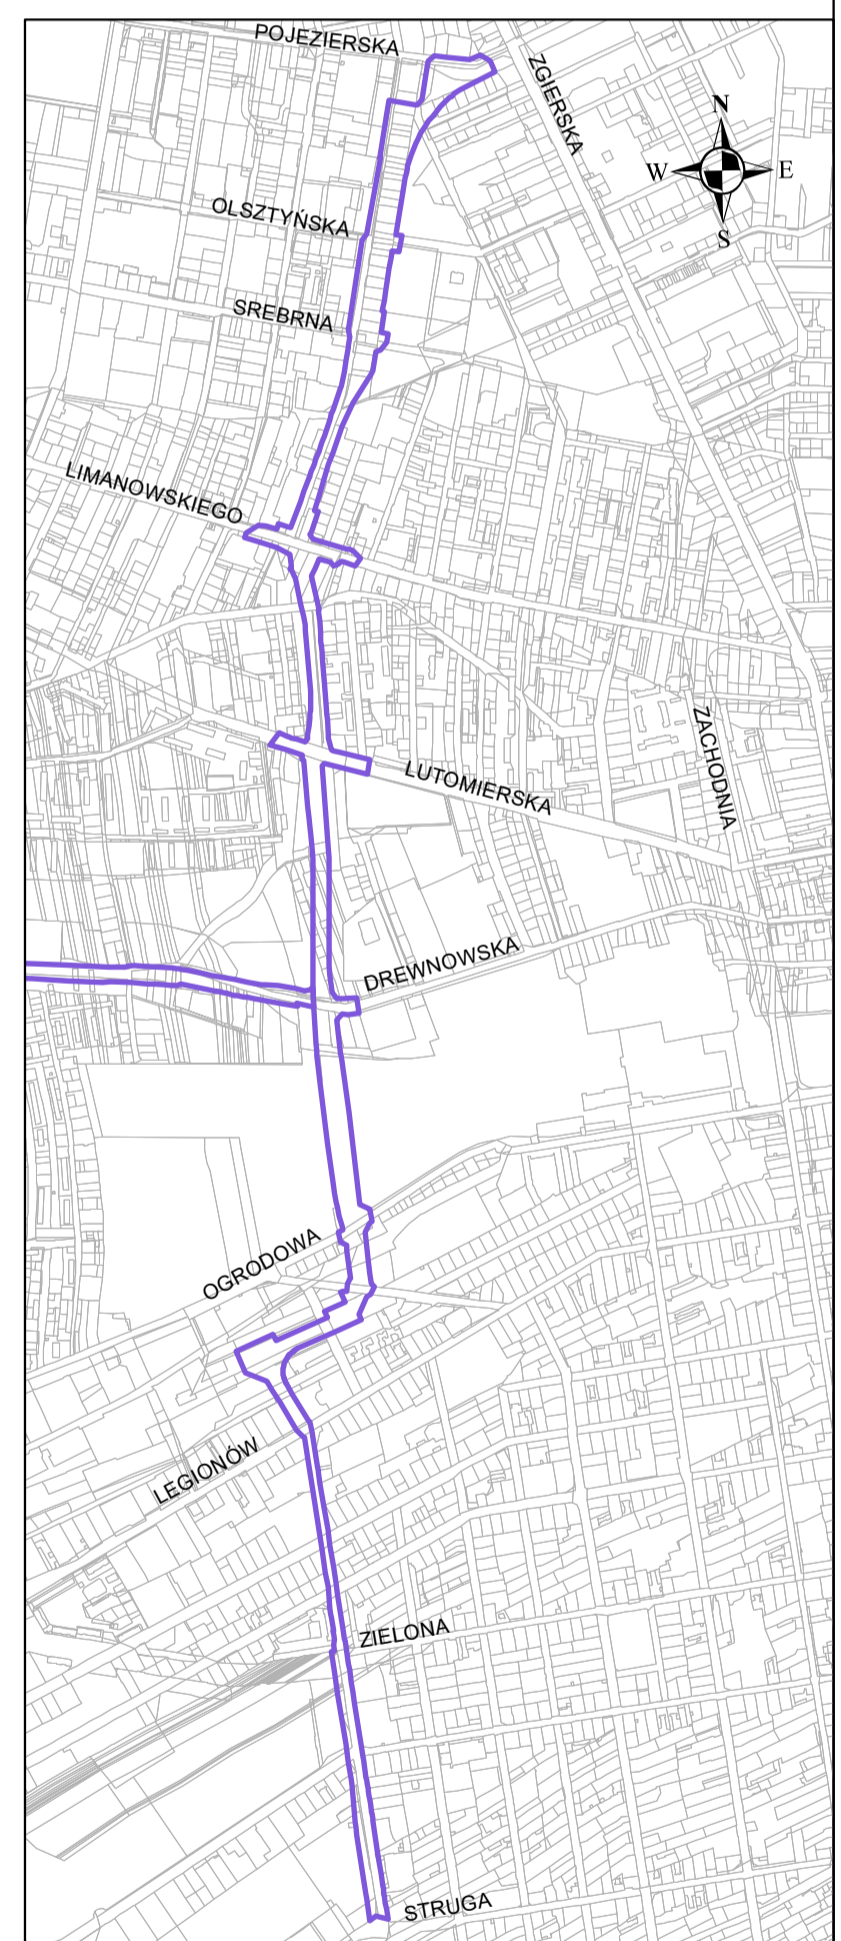 POJEZIERSKA
ZGIERSKA
N
W
E
S
OLSZTYŃSKA
SREBRNA
LIMANOWSKIEGO
ZACHODNIA
LUTOMIERSKA
DREWNOWSKA
OGRODOWA
LEGIONÓW
ZIELONA
STRUGA